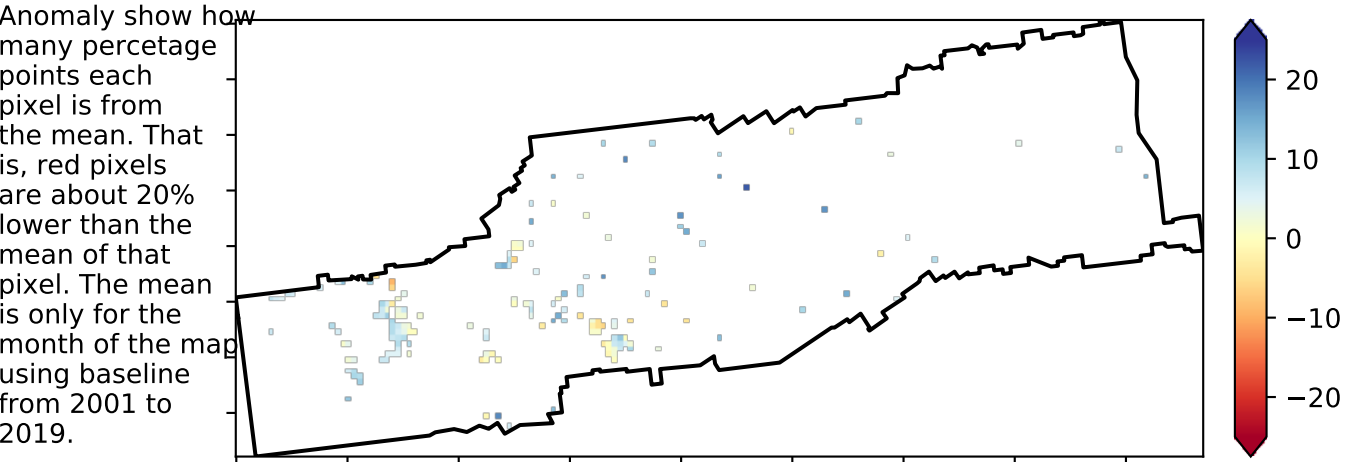 Anomaly show how
many percetage
points each
pixel is from
the mean. That
is, red pixels
are about 20%
lower than the
mean of that
pixel. The mean
is only for the
month of the map
using baseline
from 2001 to
2019.
20
10
0
−10
−20